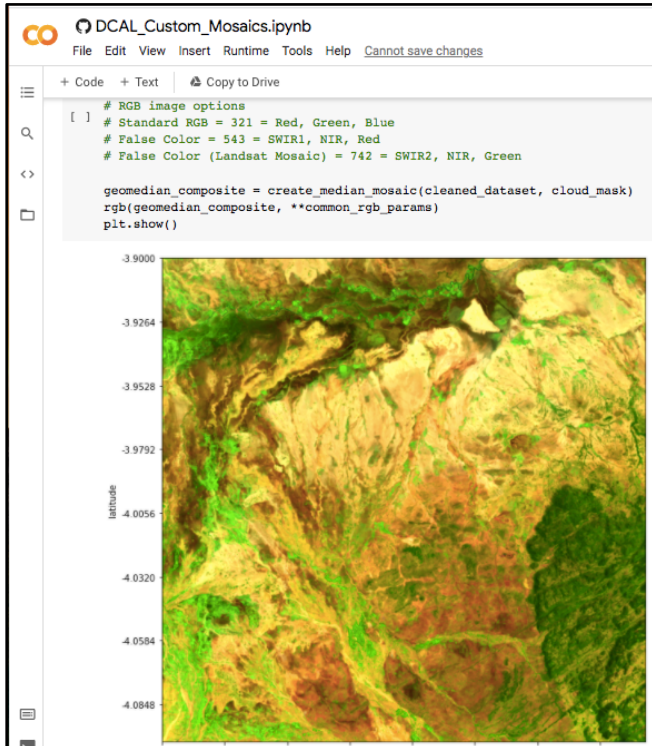 DCAL_Custom_Mosaics.ipynb
File Edit View Insert Runtime Tools Help Cannot save changes
+ Code + Text Copy to Drive
# RGB image options
[ ] # Standard RGB = 321 = Red, Green, Blue
# False Color = 543 = SWIR1, NIR, Red
# False Color (Landsat Mosaic) = 742 = SWIR2, NIR, Green
geomedian_composite = create_median_mosaic(cleaned_dataset, cloud_mask)
rgb(geomedian_composite, **common_rgb_params)
plt.show()
-3.9000
-3.9264
-3.9528
-3.9792
-4.0056
latitude
-4.0320
-4.0584
-4.0848